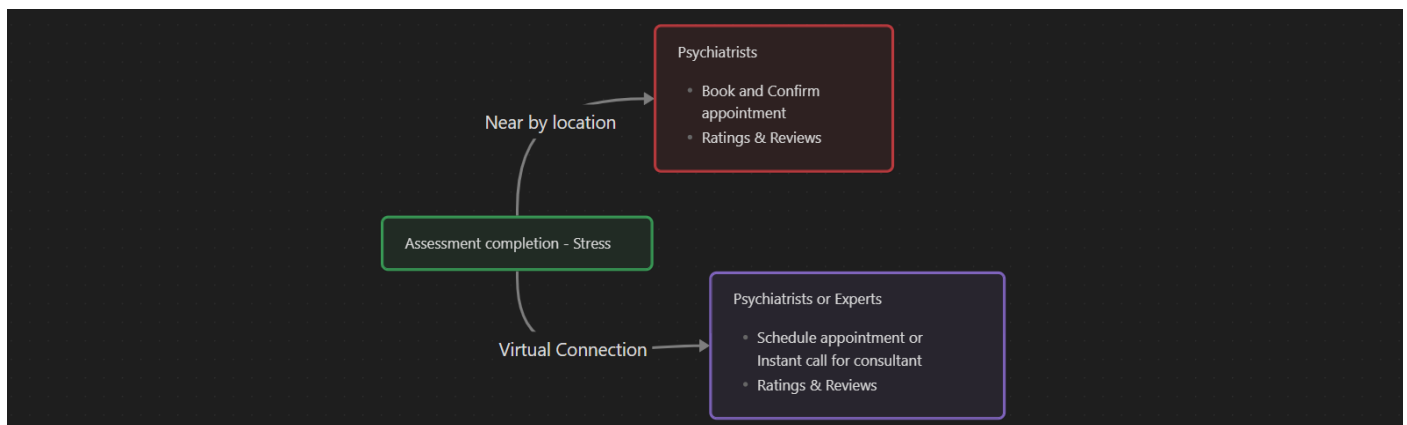 Psychiatrists
Book and Confirm
appointment
Ratings & Reviews
Near by location
Assessment completion - Stress
Virtual Connection
Psychiatrists or Experts
Schedule appointment or
Instant call for consultant
Ratings & Reviews